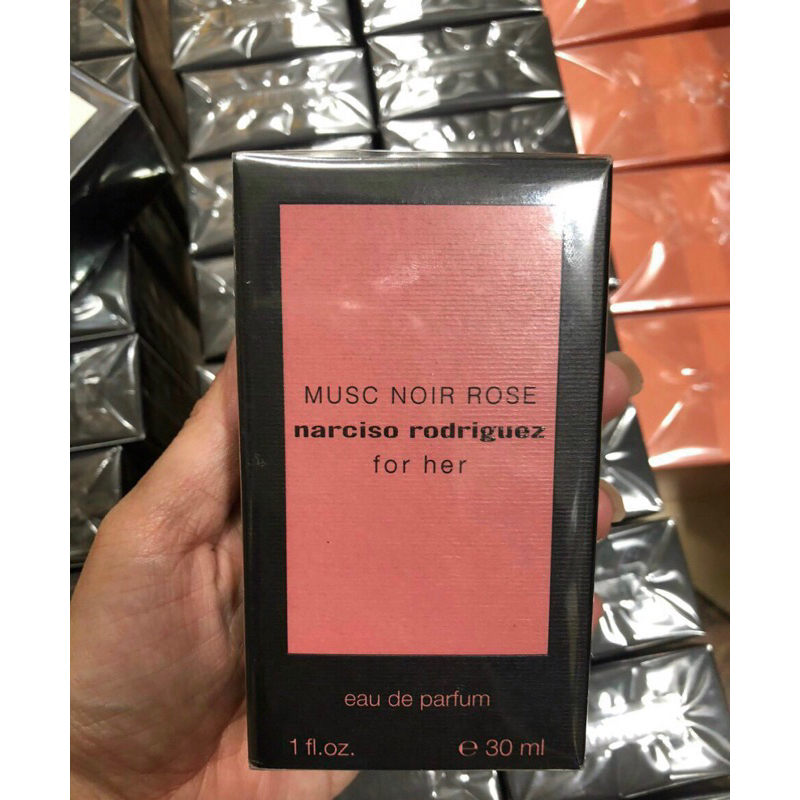 MUSC NOIR ROSE
narciso rodriguez
for her
eau de parfum
1 fl.oz. ℮ 30 ml